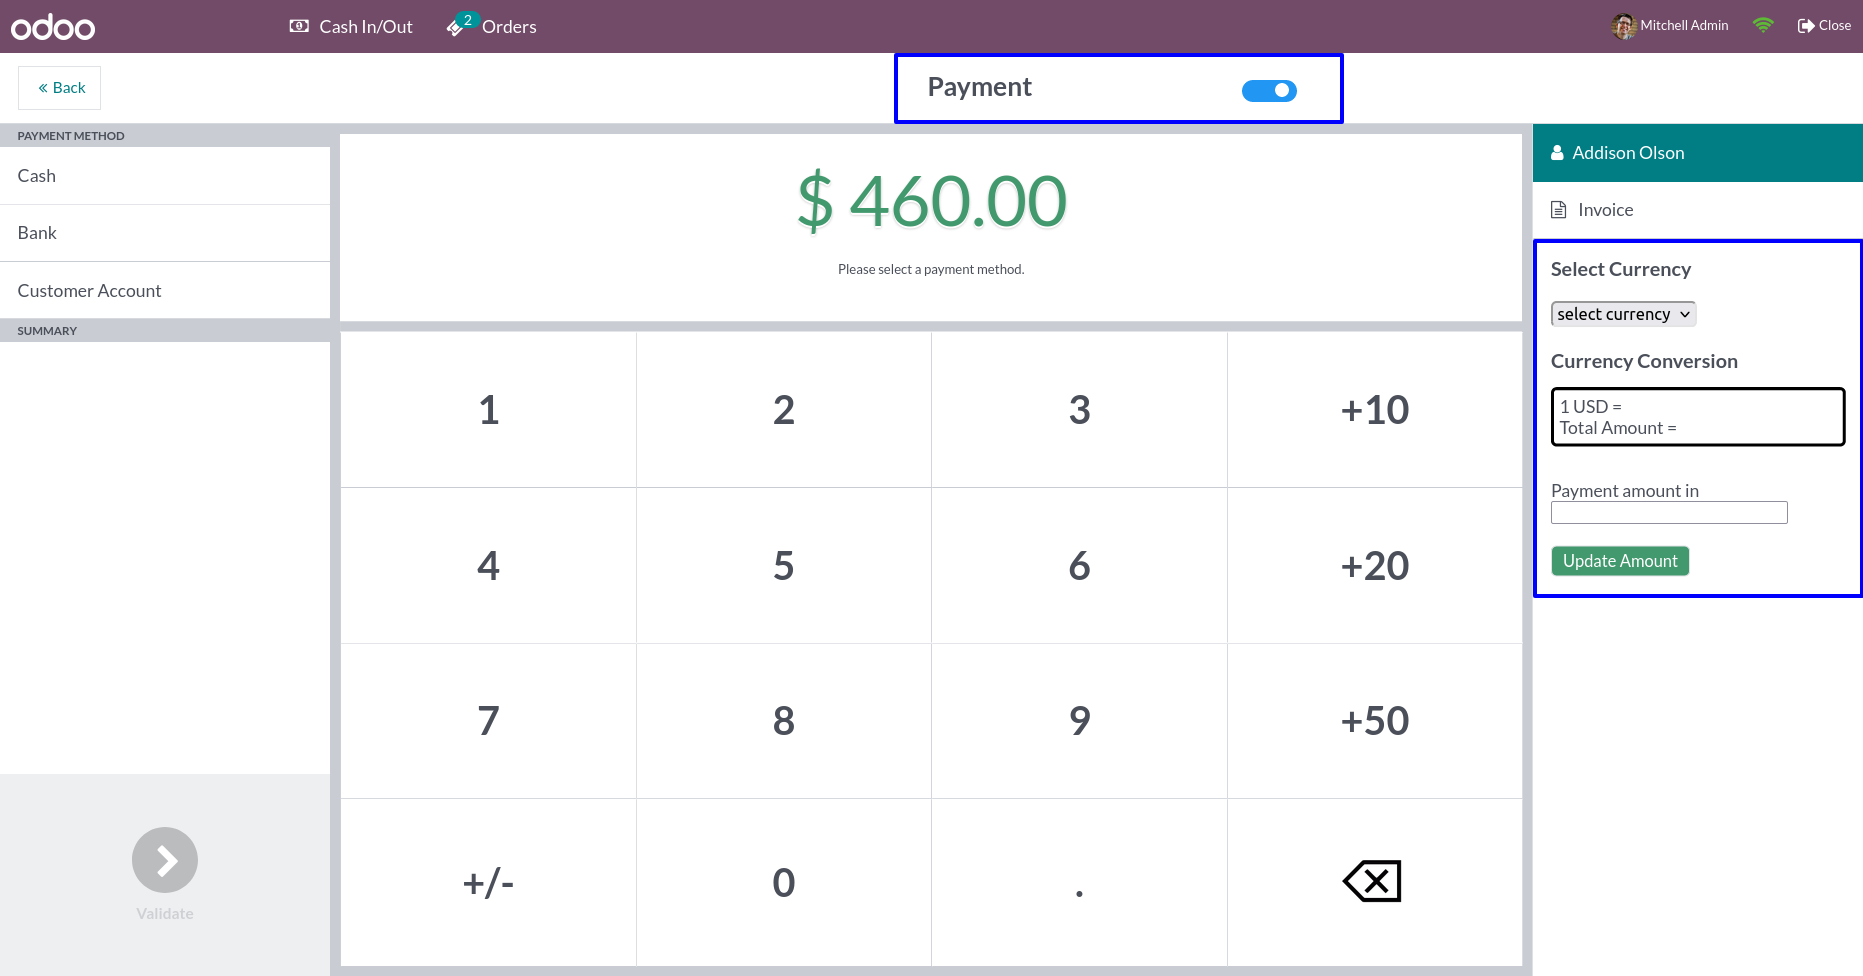 odoo
Cash In/Out
2
Orders
Mitchell Admin
Close
« Back
Payment
PAYMENT METHOD
Cash
Bank
Customer Account
SUMMARY
Validate
$ 460.00
Please select a payment method.
1 2 3 +10
4 5 6 +20
7 8 9 +50
+/- 0 .
Addison Olson
Invoice
Select Currency
select currency
Currency Conversion
1 USD =
Total Amount =
Payment amount in
Update Amount